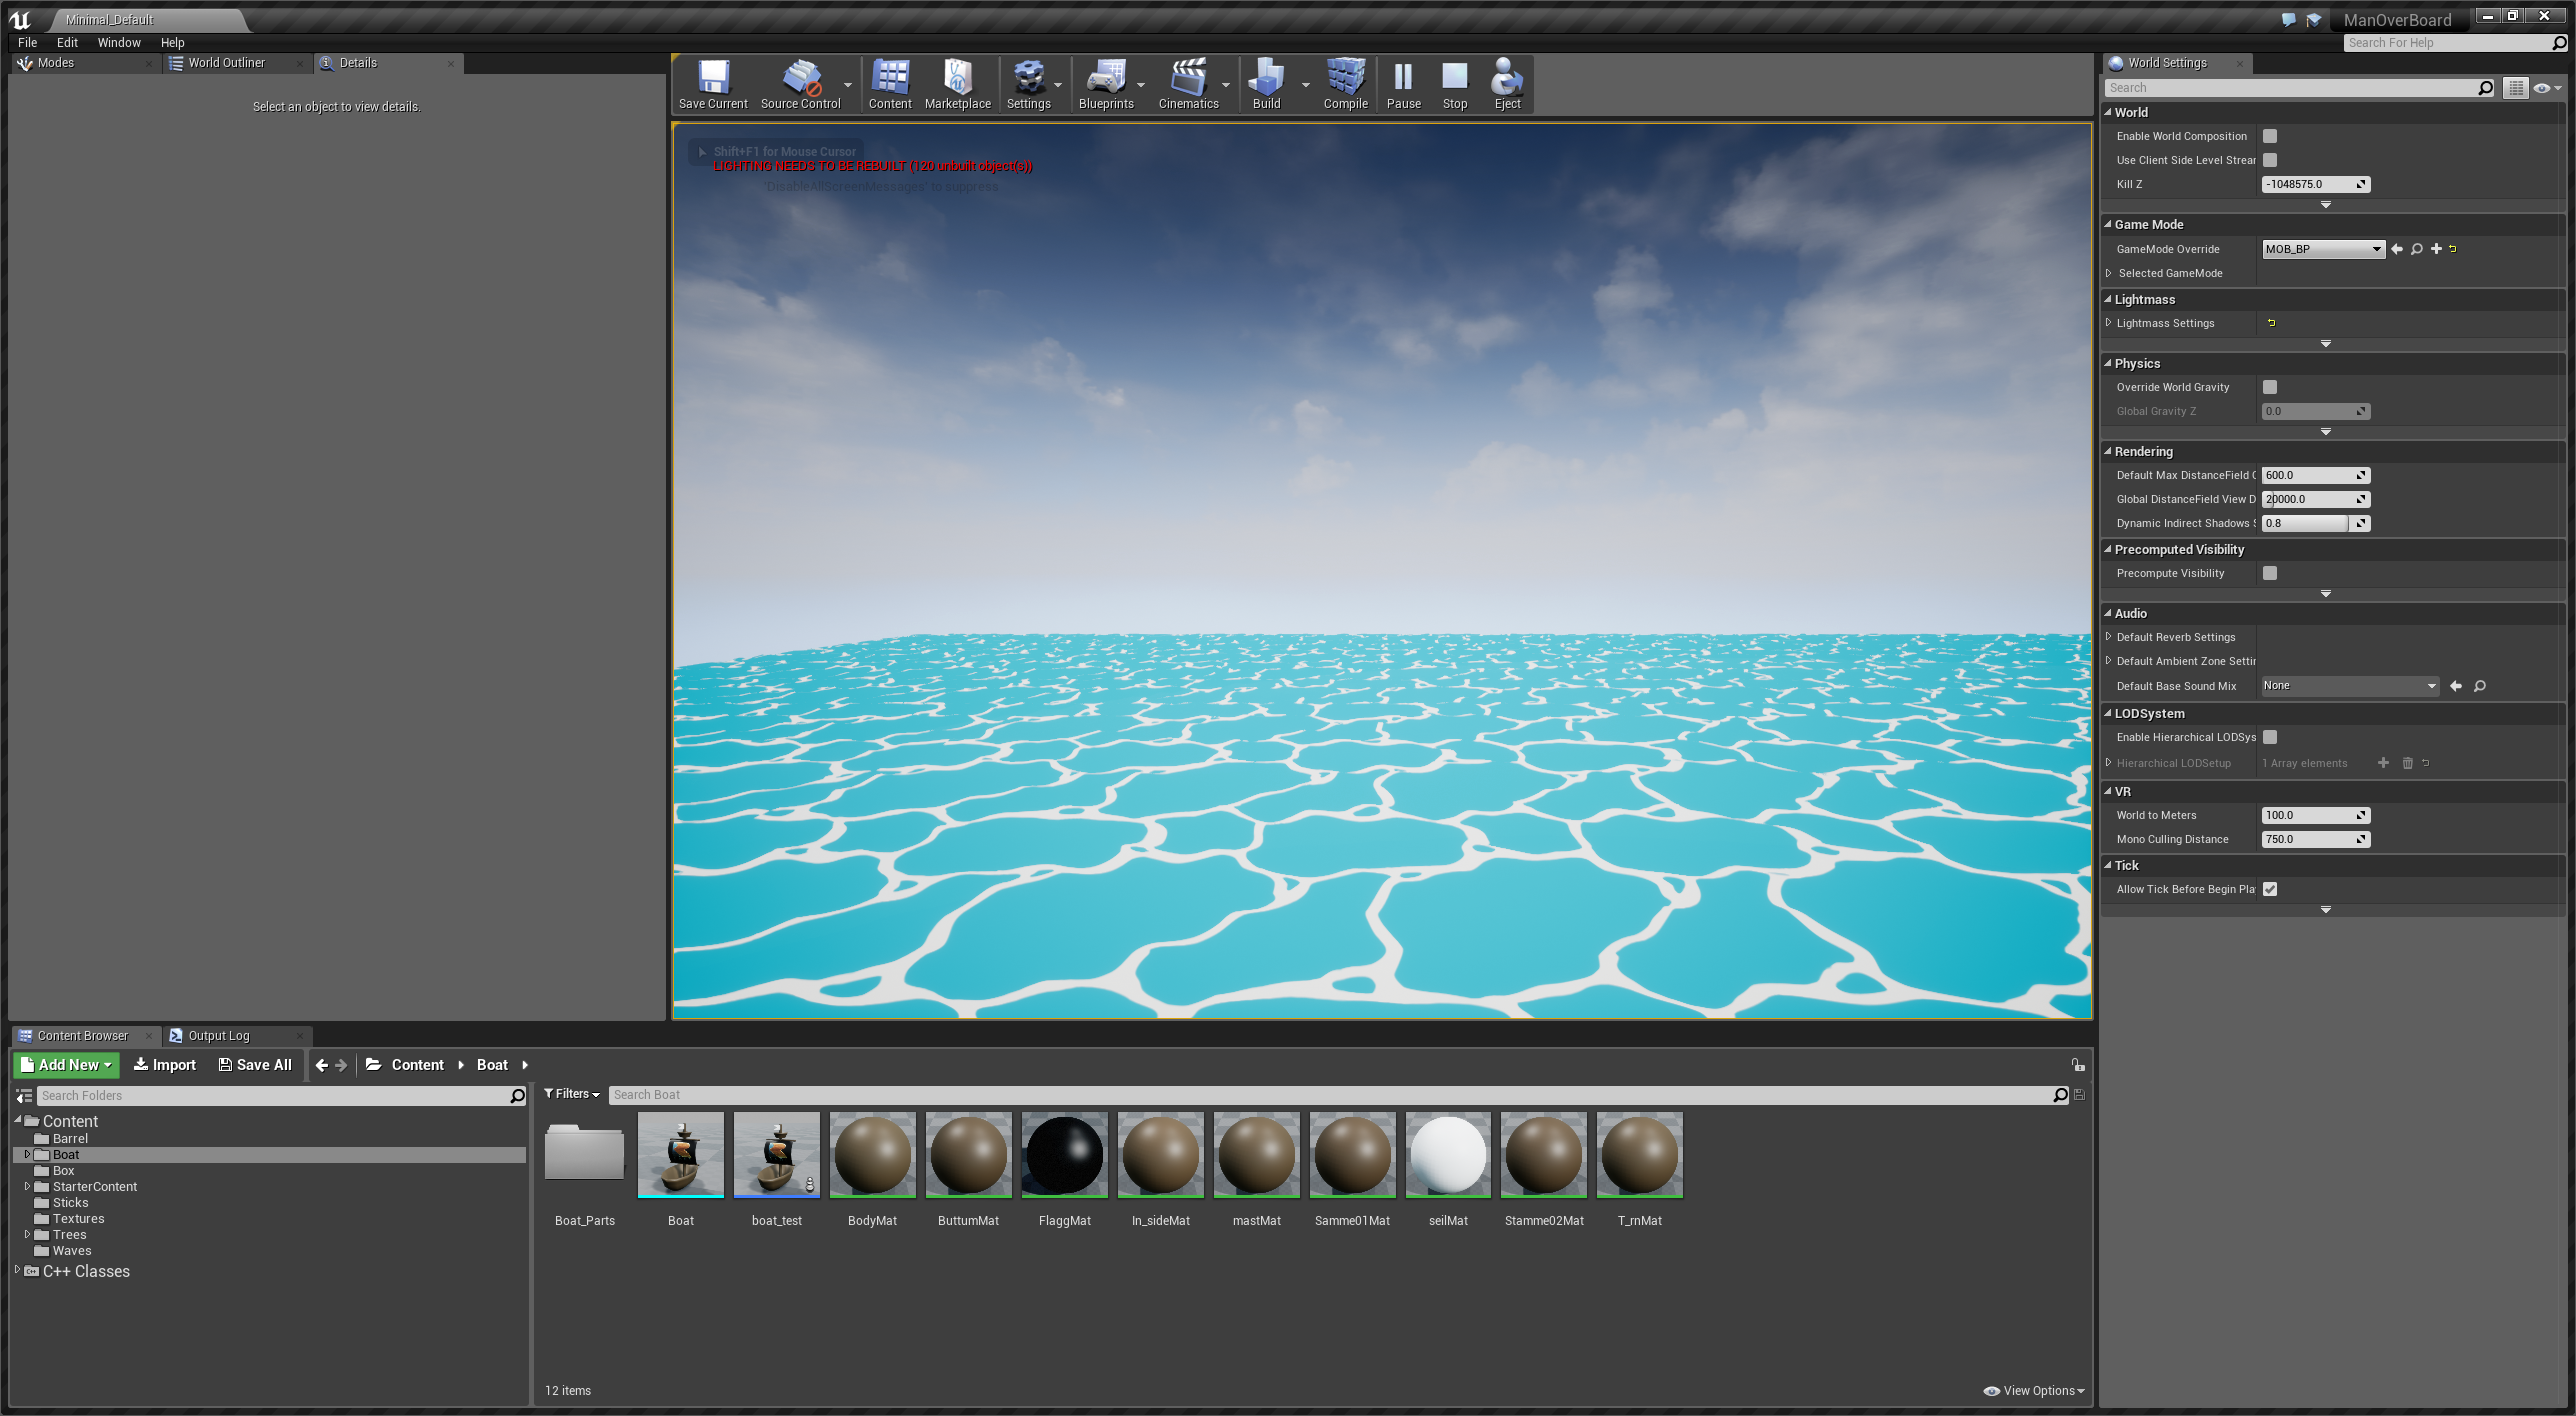 Minimal_Default
ManOverBoard
File Edit Window Help
Search For Help
Modes
World Outliner
Details
Select an object to view details.
Save Current
Source Control
Content
Marketplace
Settings
Blueprints
Cinematics
Build
Compile
Pause
Stop
Eject
Shift+F1 for Mouse Cursor
LIGHTING NEEDS TO BE REBUILT (120 unbuilt object(s))
'DisableAllScreenMessages' to suppress
World Settings
Search
World
Enable World Composition
Use Client Side Level Strear
Kill Z -1048575.0
Game Mode
GameMode Override MOB_BP
Selected GameMode
Lightmass
Lightmass Settings
Physics
Override World Gravity
Global Gravity Z 0.0
Rendering
Default Max DistanceField 600.0
Global DistanceField View D 20000.0
Dynamic Indirect Shadows 0.8
Precomputed Visibility
Precompute Visibility
Audio
Default Reverb Settings
Default Ambient Zone Settin
Default Base Sound Mix None
LODSystem
Enable Hierarchical LODSys
Hierarchical LODSetup 1 Array elements
VR
World to Meters 100.0
Mono Culling Distance 750.0
Tick
Allow Tick Before Begin Pla
Content Browser
Output Log
Add New Import Save All Content Boat
Search Folders
Content
Barrel
Boat
Box
StarterContent
Sticks
Textures
Trees
Waves
C++ Classes
Filters
Search Boat
Boat_Parts
Boat
boat_test
BodyMat
ButtumMat
FlaggMat
In_sideMat
mastMat
Samme01Mat
seilMat
Stamme02Mat
T_rnMat
12 items
View Options